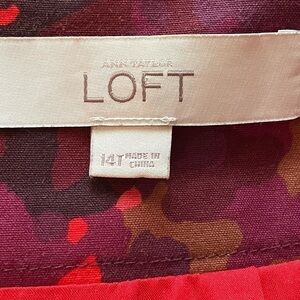 ANN TAYLOR
LOFT
14T MADE IN
CHINA